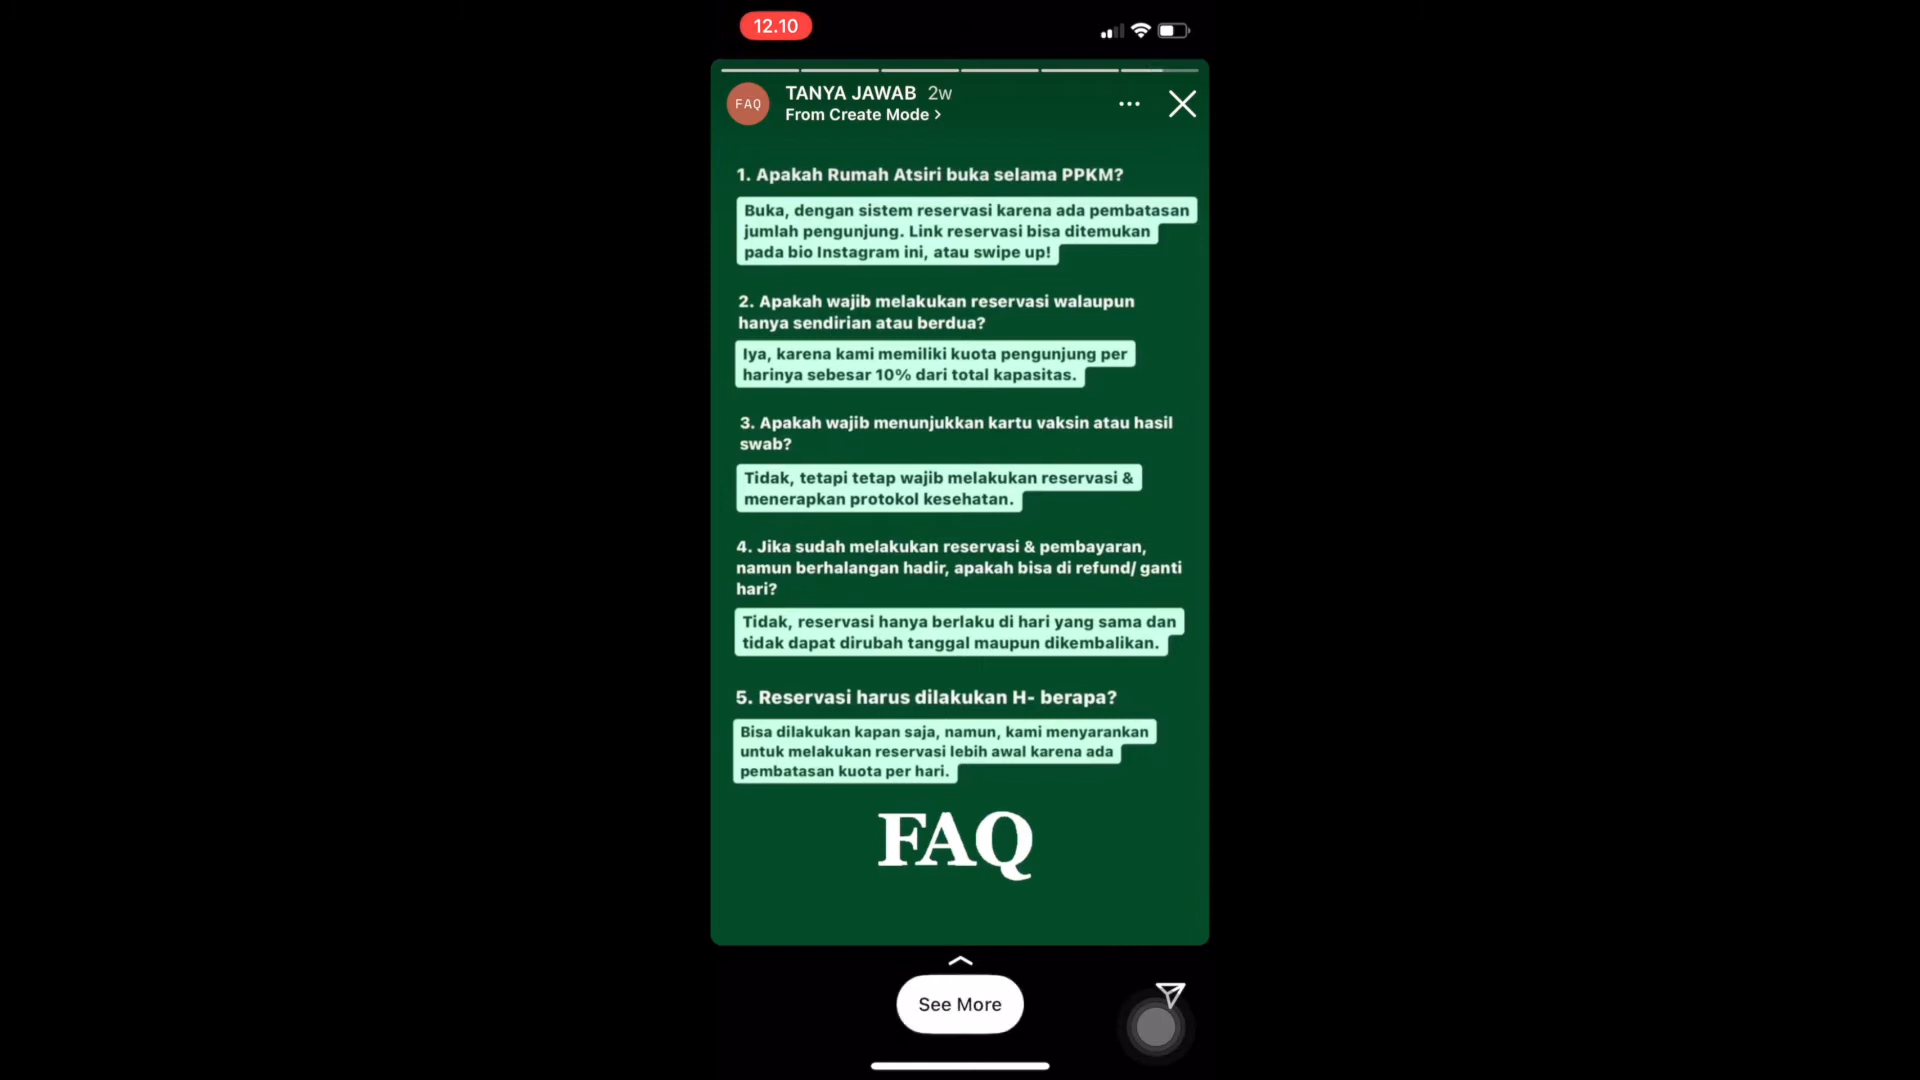 12.10
FAQ
TANYA JAWAB 2w
From Create Mode >
1. Apakah Rumah Atsiri buka selama PPKM?
Buka, dengan sistem reservasi karena ada pembatasan
jumlah pengunjung. Link reservasi bisa ditemukan
pada bio Instagram ini, atau swipe up!
2. Apakah wajib melakukan reservasi walaupun
hanya sendirian atau berdua?
Iya, karena kami memiliki kuota pengunjung per
harinya sebesar 10% dari total kapasitas.
3. Apakah wajib menunjukkan kartu vaksin atau hasil
swab?
Tidak, tetapi tetap wajib melakukan reservasi &
menerapkan protokol kesehatan.
4. Jika sudah melakukan reservasi & pembayaran,
namun berhalangan hadir, apakah bisa di refund/ ganti
hari?
Tidak, reservasi hanya berlaku di hari yang sama dan
tidak dapat dirubah tanggal maupun dikembalikan.
5. Reservasi harus dilakukan H- berapa?
Bisa dilakukan kapan saja, namun, kami menyarankan
untuk melakukan reservasi lebih awal karena ada
pembatasan kuota per hari.
FAQ
See More